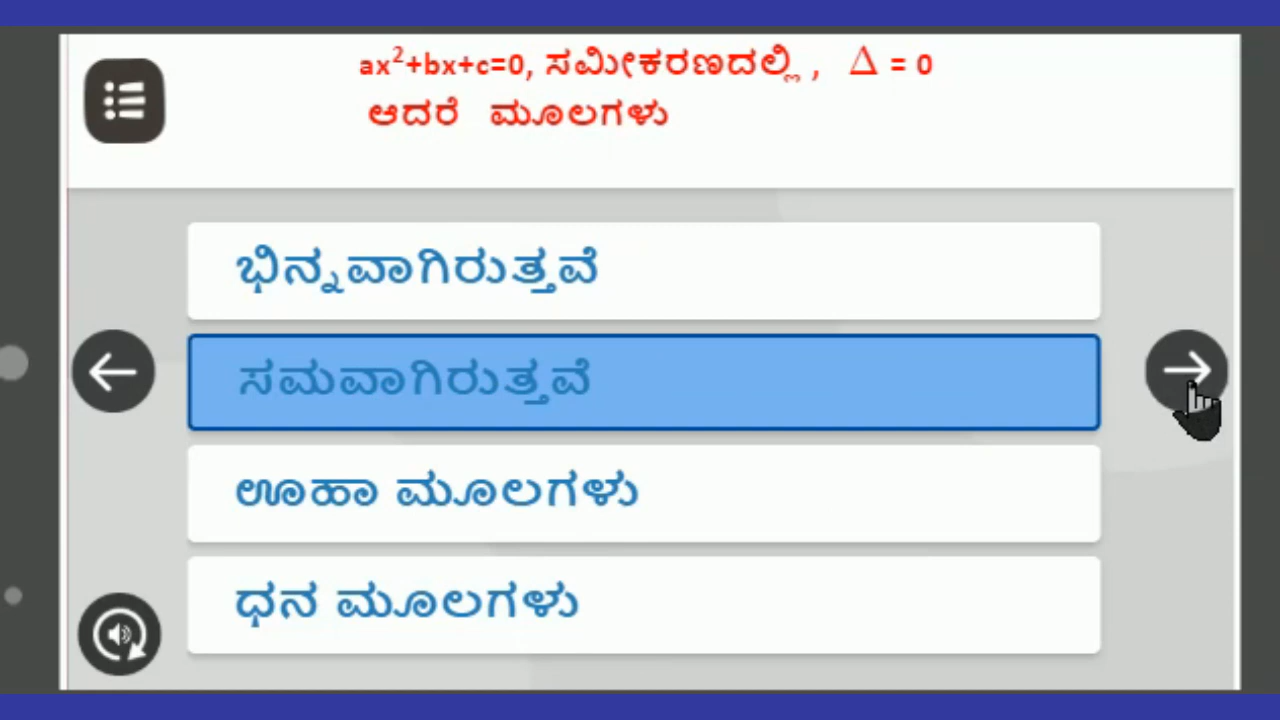 ax²+bx+c=0, ಸಮೀಕರಣದಲ್ಲಿ , Δ = 0
ಆದರೆ ಮೂಲಗಳು
ಭಿನ್ನವಾಗಿರುತ್ತವೆ
ಸಮವಾಗಿರುತ್ತವೆ
ಊಹಾ ಮೂಲಗಳು
ಧನ ಮೂಲಗಳು